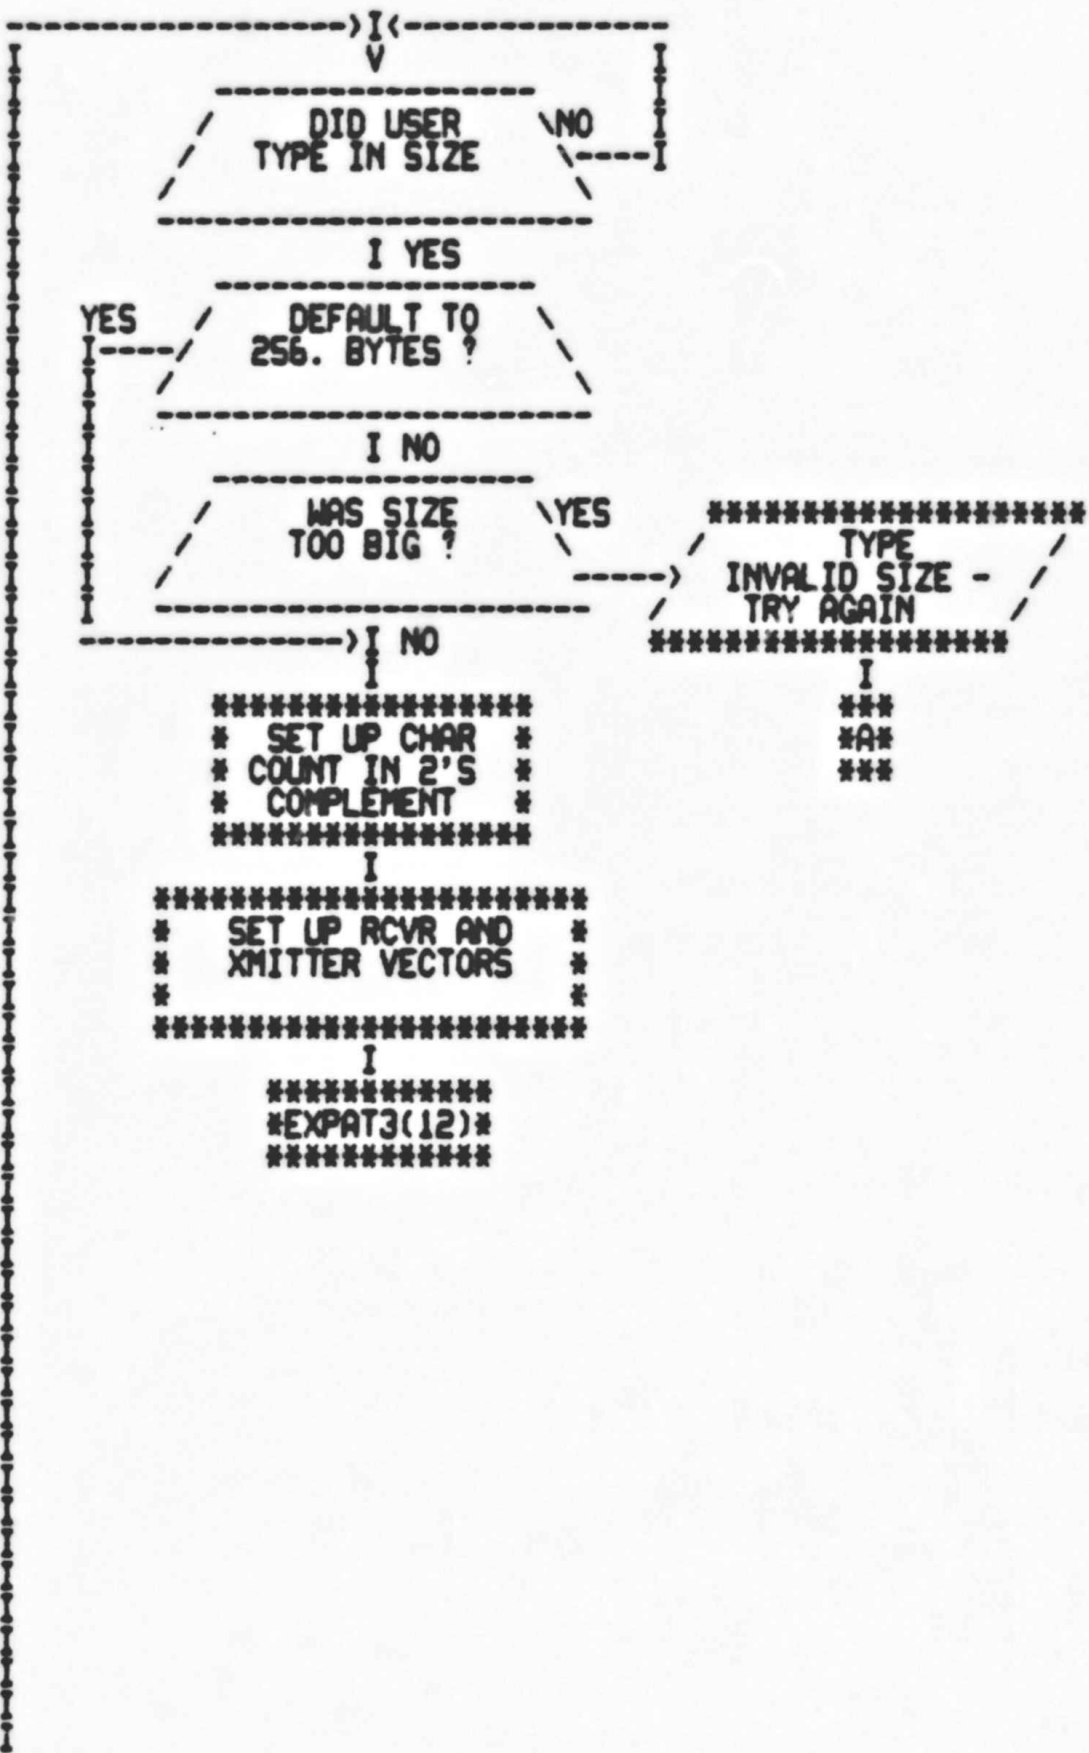 ------------------>I<---------------
V
DID USER \NO
TYPE IN SIZE
I YES
YES DEFAULT TO
256. BYTES ?
I NO
WAS SIZE \YES
TOO BIG ?
-------------->I NO
TYPE
INVALID SIZE -
TRY AGAIN
I
***
*A*
***
I
*****************
* SET UP CHAR *
* COUNT IN 2'S *
* COMPLEMENT *
*****************
I
***********************
* SET UP RCVR AND *
* XMITTER VECTORS *
* *
***********************
I
************
*EXPAT3(12)*
************